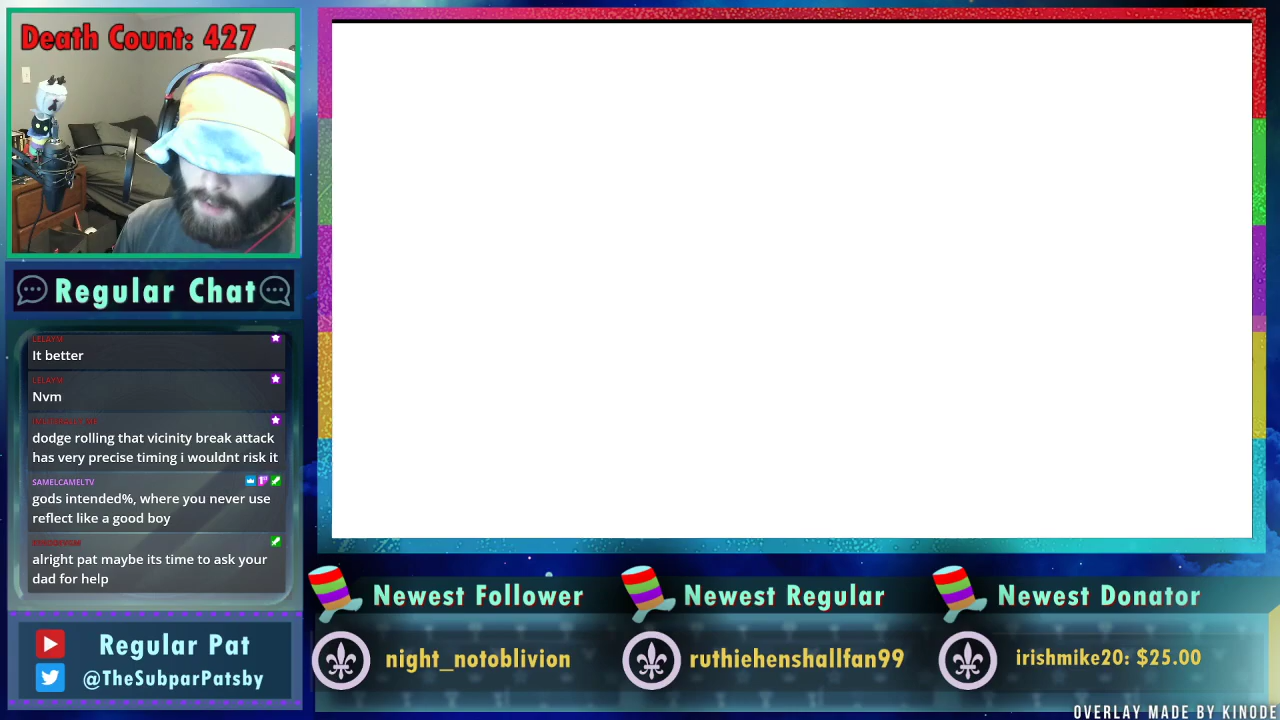 Death Count: 427
Regular Chat
LELAYM
It better
LELAYM
Nvm
dodge rolling that vicinity break attack
has very precise timing i wouldnt risk it
SAMELCAMELTV
gods intended%, where you never use
reflect like a good boy
alright pat maybe its time to ask your
dad for help
Regular Pat
@TheSubparPatsby
Newest Follower
night_notoblivion
Newest Regular
ruthiehenshallfan99
Newest Donator
irishmike20: $25.00
OVERLAY MADE BY KINODE